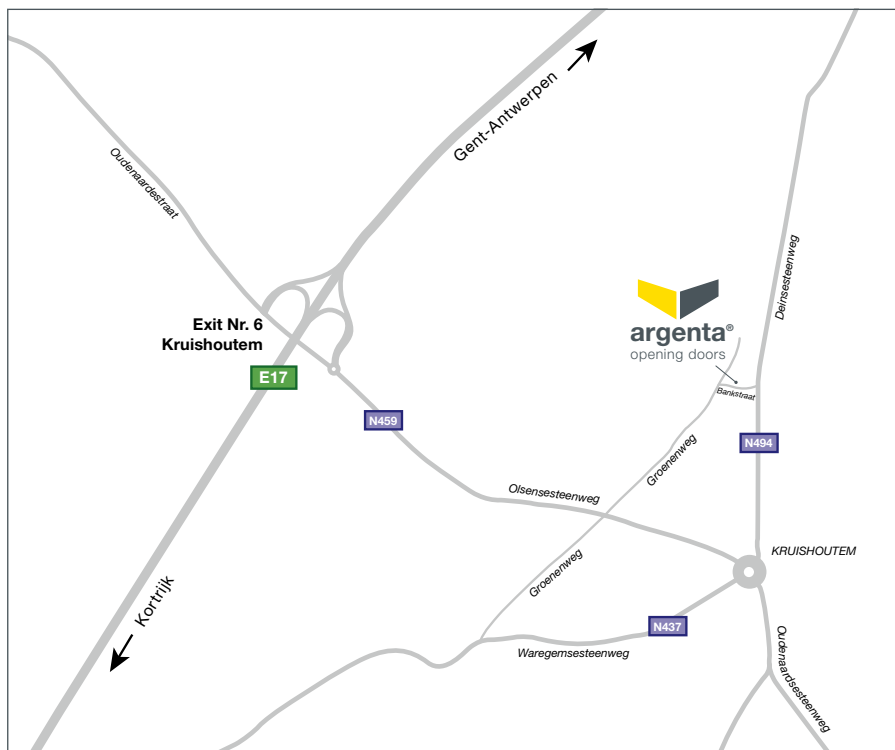 Gent-Antwerpen
Oudenaardestraat
Deinsesteenweg
Exit Nr. 6
Kruishoutem
E17
argenta®
opening doors
Bankstraat
N459
N494
Groenenweg
Olsensesteenweg
KRUISHOUTEM
Groenenweg
Kortrijk
N437
Waregemsesteenweg
Oudenaardsesteenweg